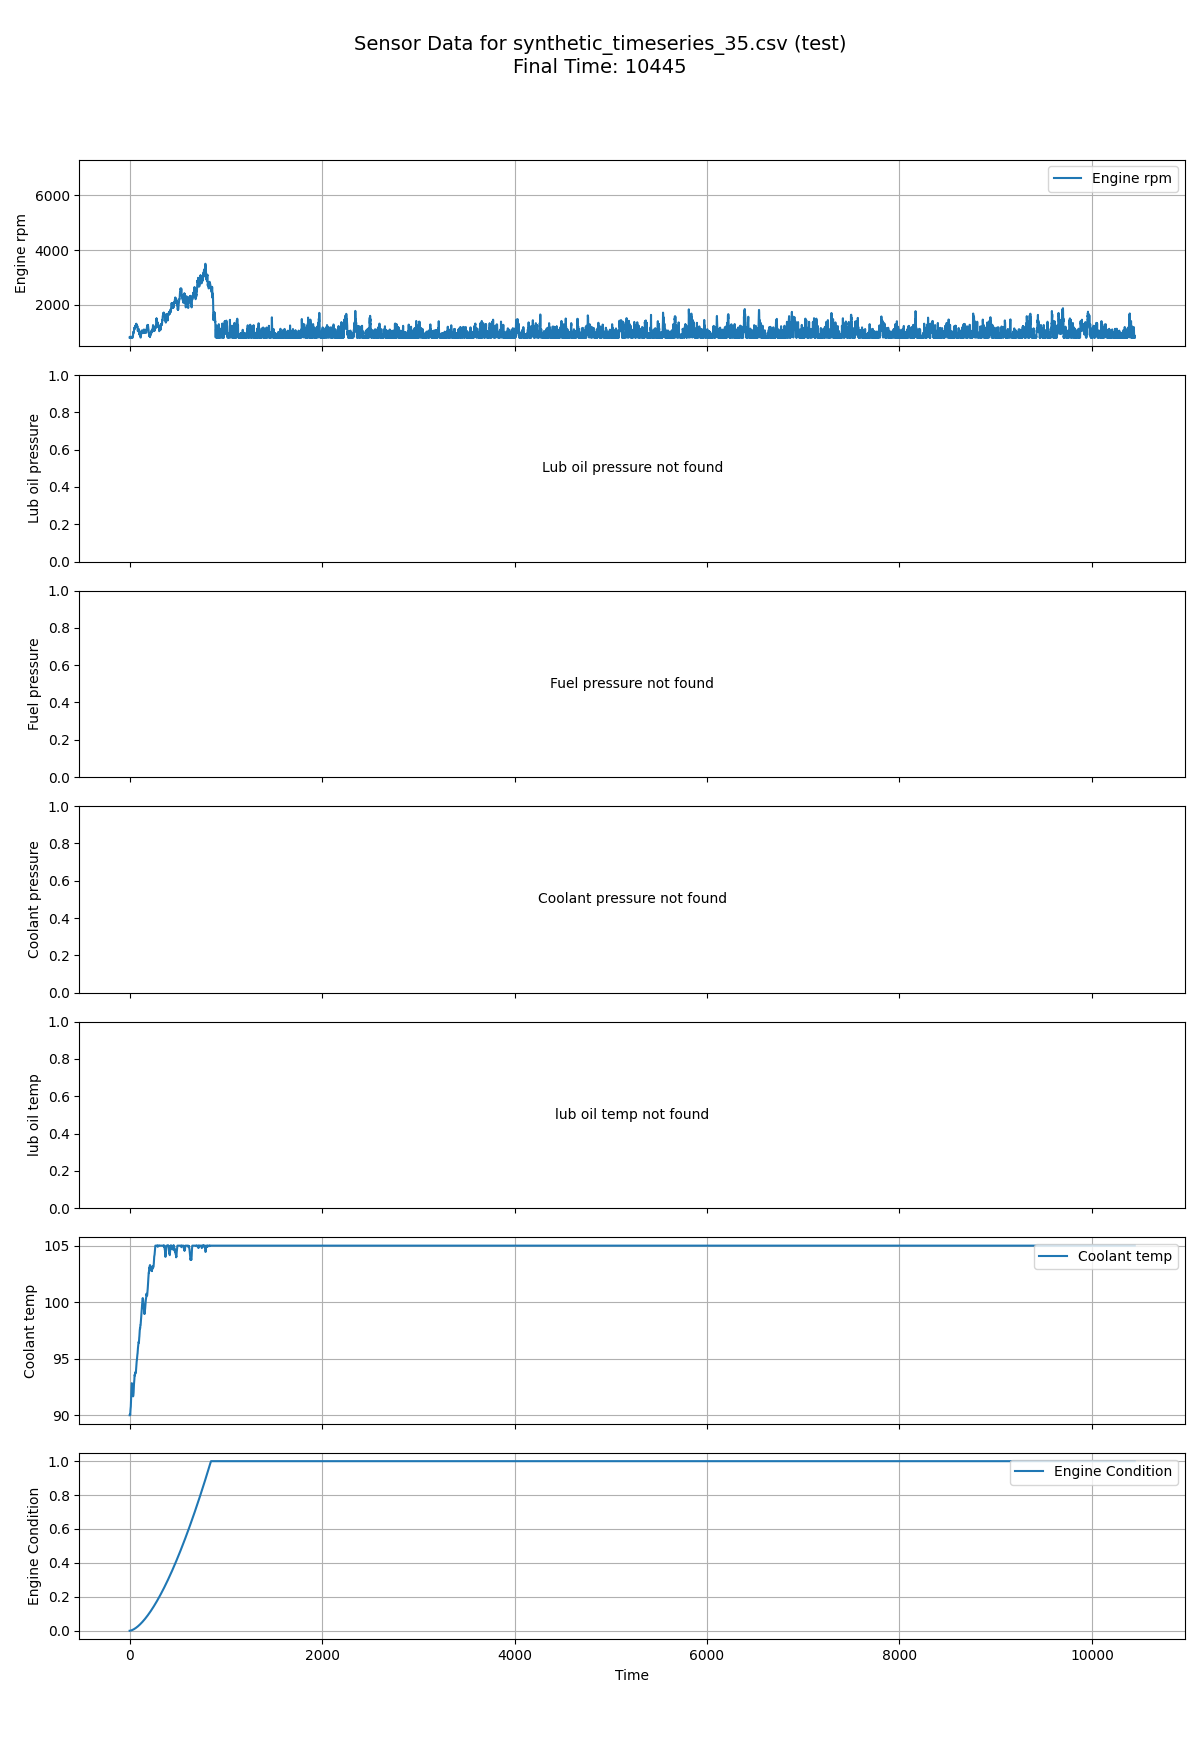 Sensor Data for synthetic_timeseries_35.csv (test)
Final Time: 10445
Engine rpm
6000
4000
2000
Engine rpm
Lub oil pressure
1.0
0.8
0.6
0.4
0.2
0.0
Lub oil pressure not found
Fuel pressure
1.0
0.8
0.6
0.4
0.2
0.0
Fuel pressure not found
Coolant pressure
1.0
0.8
0.6
0.4
0.2
0.0
Coolant pressure not found
lub oil temp
1.0
0.8
0.6
0.4
0.2
0.0
lub oil temp not found
Coolant temp
105
100
95
90
Coolant temp
Engine Condition
1.0
0.8
0.6
0.4
0.2
0.0
Engine Condition
0 2000 4000 6000 8000 10000
Time